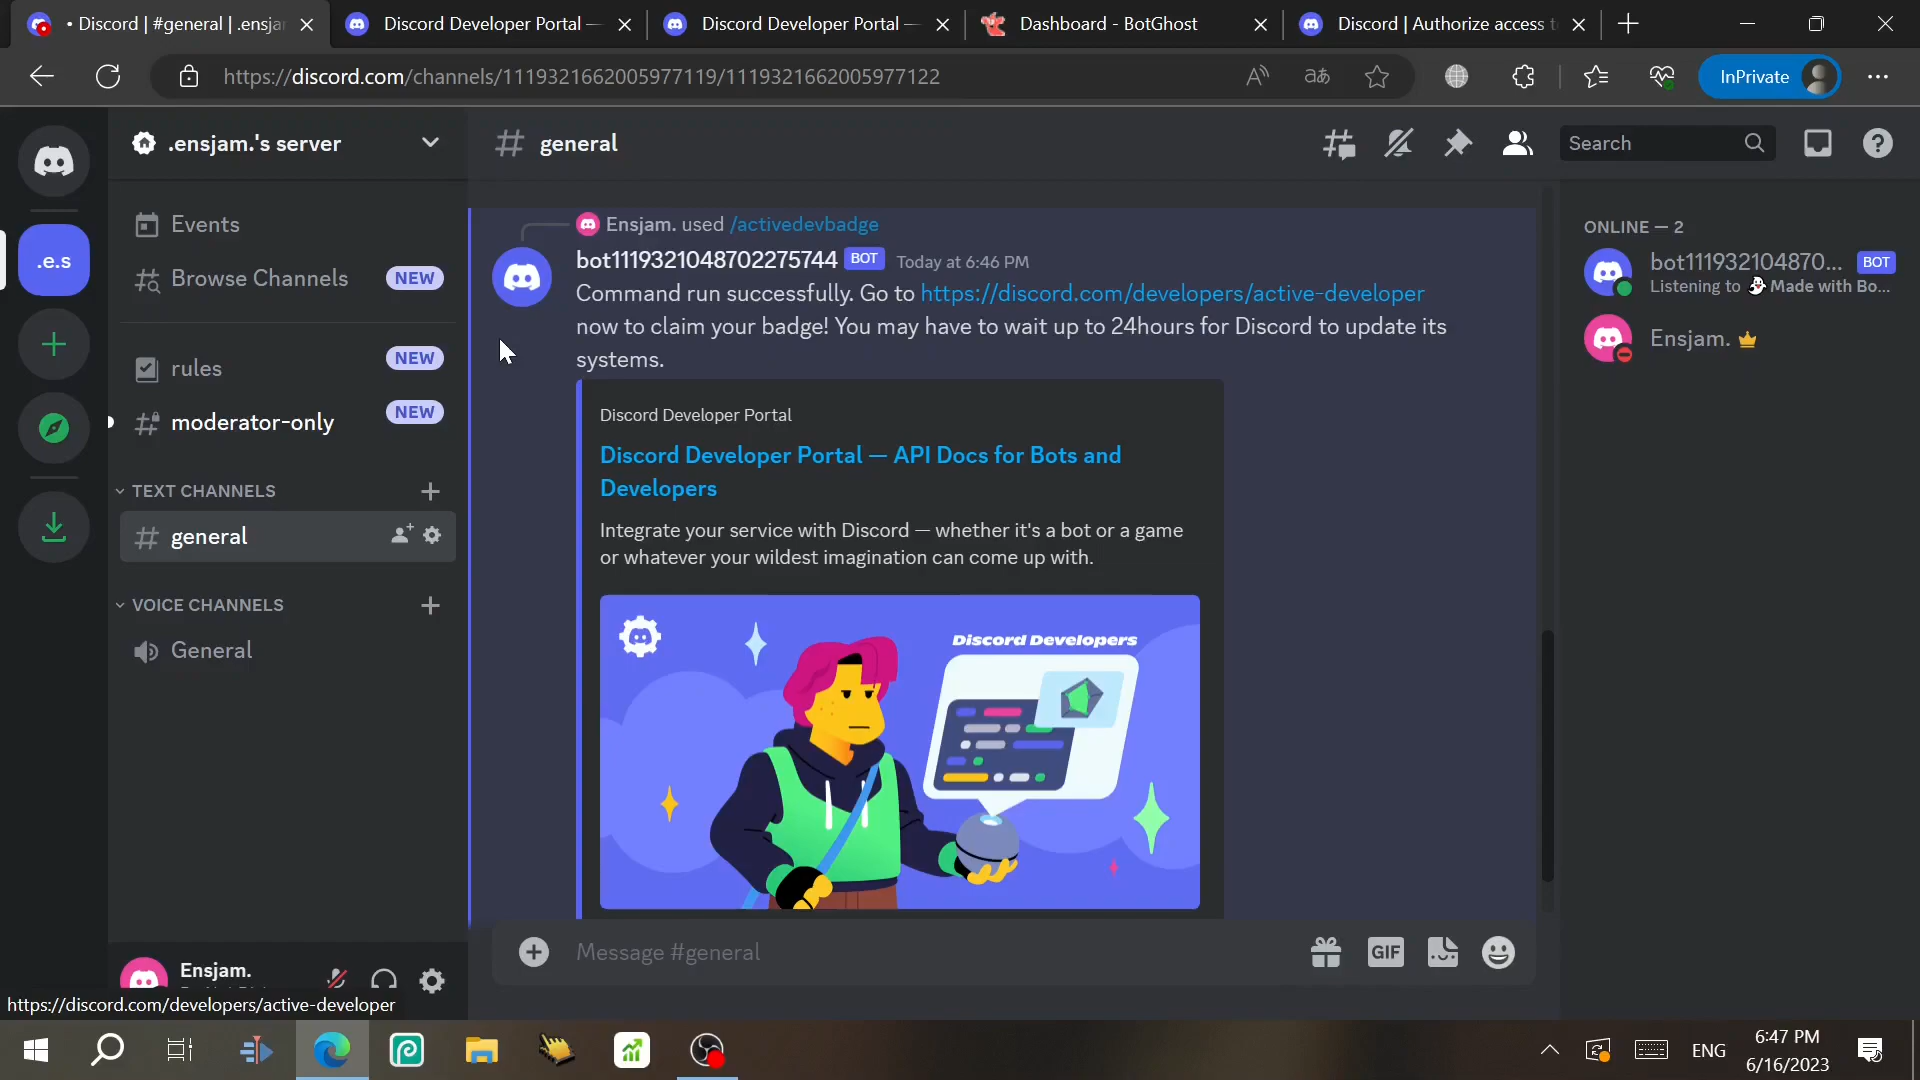 • Discord | #general | .ensja
Discord Developer Portal —
Discord Developer Portal —
Dashboard - BotGhost
Discord | Authorize access t
https://discord.com/channels/1119321662005977119/1119321662005977122
InPrivate
.ensjam.'s server
general
Search
Events
Browse Channels
NEW
.e.s
rules
NEW
moderator-only
NEW
TEXT CHANNELS
general
VOICE CHANNELS
General
Ensjam. used /activedevbadge
bot1119321048702275744 BOT Today at 6:46 PM
Command run successfully. Go to https://discord.com/developers/active-developer
now to claim your badge! You may have to wait up to 24hours for Discord to update its
systems.
Discord Developer Portal
Discord Developer Portal — API Docs for Bots and
Developers
Integrate your service with Discord — whether it's a bot or a game
or whatever your wildest imagination can come up with.
Discord Developers
ONLINE — 2
bot111932104870... BOT
Listening to Made with Bo...
Ensjam.
Message #general
GIF
Ensjam.
https://discord.com/developers/active-developer
ENG
6:47 PM
6/16/2023